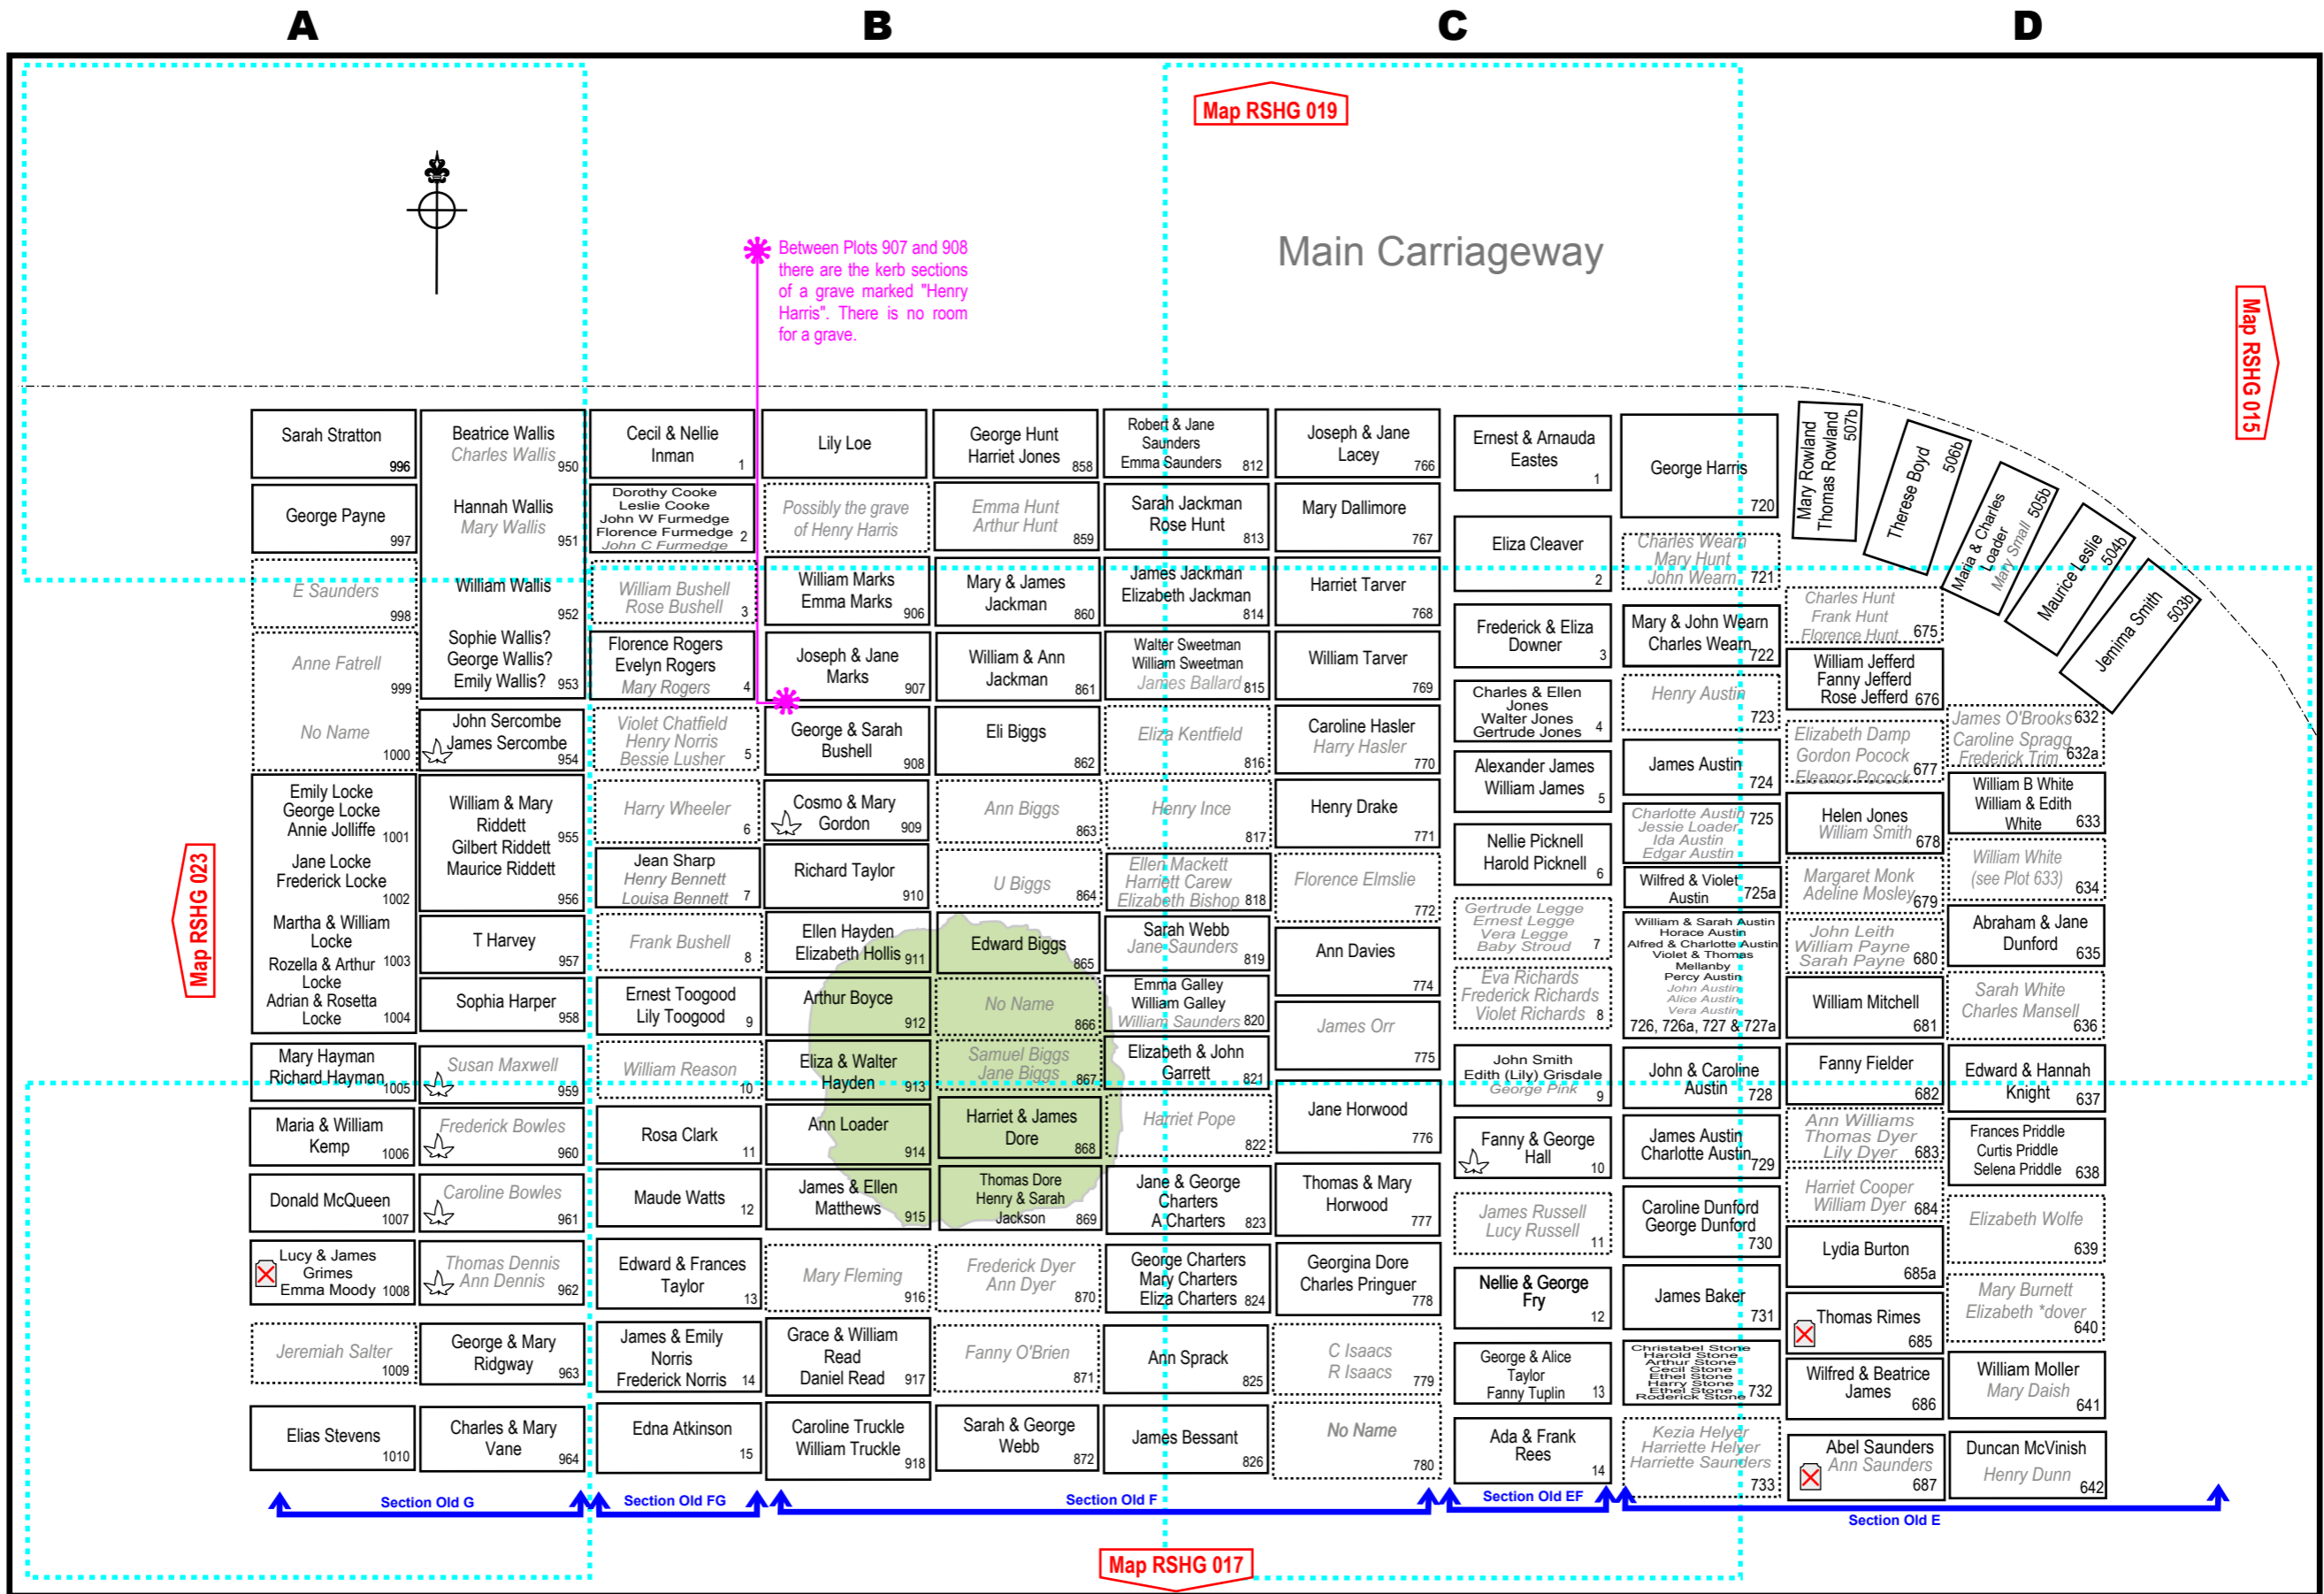 A
B
C
D
Map RSHG 019
Main Carriageway
Between Plots 907 and 908
there are the kerb sections
of a grave marked "Henry
Harris". There is no room
for a grave.
Map RSHG 015
Map RSHG 023
Sarah Stratton
996
George Payne
997
E Saunders
998
Anne Fatrell
999
No Name
1000
Emily Locke
George Locke
Annie Jolliffe 1001
Jane Locke
Frederick Locke
1002
Martha & William
Locke
1003
Rozella & Arthur
Locke
Adrian & Rosetta
Locke
1004
Mary Hayman
Richard Hayman
1005
Maria & William
Kemp
1006
Donald McQueen
1007
Lucy & James
Grimes
Emma Moody 1008
Jeremiah Salter
1009
Elias Stevens
1010
Beatrice Wallis
Charles Wallis
950
Hannah Wallis
Mary Wallis
951
William Wallis
952
Sophie Wallis?
George Wallis?
Emily Wallis? 953
John Sercombe
James Sercombe
954
William & Mary
Riddett
955
Gilbert Riddett
Maurice Riddett
956
T Harvey
957
Sophia Harper
958
Susan Maxwell
959
Frederick Bowles
960
Caroline Bowles
961
Thomas Dennis
Ann Dennis
962
George & Mary
Ridgway
963
Charles & Mary
Vane
964
Cecil & Nellie
Inman
1
Dorothy Cooke
Leslie Cooke
John W Furmedge
Florence Furmedge 2
John C Furmedge
William Bushell
Rose Bushell
3
Florence Rogers
Evelyn Rogers
Mary Rogers 4
Violet Chatfield
Henry Norris
Bessie Lusher 5
Harry Wheeler
6
Jean Sharp
Henry Bennett
Louisa Bennett 7
Frank Bushell
8
Ernest Toogood
Lily Toogood
9
William Reason
10
Rosa Clark
11
Maude Watts
12
Edward & Frances
Taylor
13
James & Emily
Norris
Frederick Norris 14
Edna Atkinson
15
Lily Loe
Possibly the grave
of Henry Harris
William Marks
Emma Marks
906
Joseph & Jane
Marks
907
George & Sarah
Bushell
908
Cosmo & Mary
Gordon
909
Richard Taylor
910
Ellen Hayden
Elizabeth Hollis 911
Arthur Boyce
912
Eliza & Walter
Hayden 913
Ann Loader
914
James & Ellen
Matthews 915
Mary Fleming
916
Grace & William
Read
Daniel Read 917
Caroline Truckle
William Truckle
918
George Hunt
Harriet Jones
858
Emma Hunt
Arthur Hunt
859
Mary & James
Jackman
860
William & Ann
Jackman
861
Eli Biggs
862
Ann Biggs
863
U Biggs
864
Edward Biggs
865
No Name
866
Samuel Biggs
Jane Biggs
867
Harriet & James
Dore
868
Thomas Dore
Henry & Sarah
Jackson 869
Frederick Dyer
Ann Dyer
870
Fanny O'Brien
871
Sarah & George
Webb
872
Robert & Jane
Saunders
Emma Saunders 812
Sarah Jackman
Rose Hunt
813
James Jackman
Elizabeth Jackman
814
Walter Sweetman
William Sweetman
James Ballard 815
Eliza Kentfield
816
Henry Ince
817
Ellen Mackett
Harriett Carew
Elizabeth Bishop 818
Sarah Webb
Jane Saunders
819
Emma Galley
William Galley
William Saunders 820
Elizabeth & John
Garrett
821
Harriet Pope
822
Jane & George
Charters
A Charters 823
George Charters
Mary Charters
Eliza Charters 824
Ann Sprack
825
James Bessant
826
Joseph & Jane
Lacey
766
Mary Dallimore
767
Harriet Tarver
768
William Tarver
769
Caroline Hasler
Harry Hasler
770
Henry Drake
771
Florence Elmslie
772
Ann Davies
774
James Orr
775
Jane Horwood
776
Thomas & Mary
Horwood
777
Georgina Dore
Charles Pringuer
778
C Isaacs
R Isaacs
779
No Name
780
Ernest & Arnauda
Eastes
1
Eliza Cleaver
2
Frederick & Eliza
Downer
3
Charles & Ellen
Jones
Walter Jones
Gertrude Jones 4
Alexander James
William James
5
Nellie Picknell
Harold Picknell
6
Gertrude Legge
Ernest Legge
Vera Legge
Baby Stroud 7
Eva Richards
Frederick Richards
Violet Richards 8
John Smith
Edith (Lily) Grisdale
George Pink 9
Fanny & George
Hall
10
James Russell
Lucy Russell
11
Nellie & George
Fry
12
George & Alice
Taylor
Fanny Tuplin 13
Ada & Frank
Rees
14
George Harris
720
Charles Wearn
Mary Hunt
John Wearn 721
Mary & John Wearn
Charles Wearn 722
Henry Austin
723
James Austin
724
Charlotte Austin 725
Jessie Loader
Ida Austin
Edgar Austin
Wilfred & Violet
Austin 725a
William & Sarah Austin
Horace Austin
Alfred & Charlotte Austin
Violet & Thomas
Mellanby
Percy Austin
John Austin
Alice Austin
Vera Austin
726, 726a, 727 & 727a
John & Caroline
Austin
728
James Austin
Charlotte Austin 729
Caroline Dunford
George Dunford
730
James Baker
731
Christabel Stone
Harold Stone
Arthur Stone
Cecil Stone
Ethel Stone
Harry Stone
Ethel Stone
Roderick Stone 732
Kezia Helyer
Harriette Helyer
Harriette Saunders
733
Mary Rowland
Thomas Rowland
507b
Therese Boyd
506b
Maria & Charles
Loader
Mary Small 505b
Maurice Leslie
504b
Jemima Smith
503b
Charles Hunt
Frank Hunt
Florence Hunt 675
William Jefferd
Fanny Jefferd
Rose Jefferd 676
Elizabeth Damp
Gordon Pocock
Eleanor Pocock 677
Helen Jones
William Smith
678
Margaret Monk
Adeline Mosley
679
John Leith
William Payne
Sarah Payne 680
William Mitchell
681
Fanny Fielder
682
Ann Williams
Thomas Dyer
Lily Dyer 683
Harriet Cooper
William Dyer 684
Lydia Burton
685a
Thomas Rimes
685
Wilfred & Beatrice
James
686
Abel Saunders
Ann Saunders
687
James O'Brooks 632
Caroline Spragg
Frederick Trim 632a
William B White
William & Edith
White 633
William White
(see Plot 633) 634
Abraham & Jane
Dunford
635
Sarah White
Charles Mansell
636
Edward & Hannah
Knight
637
Frances Priddle
Curtis Priddle
Selena Priddle 638
Elizabeth Wolfe
639
Mary Burnett
Elizabeth *dover
640
William Moller
Mary Daish
641
Duncan McVinish
Henry Dunn
642
Section Old G
Section Old FG
Section Old F
Section Old EF
Section Old E
Map RSHG 017